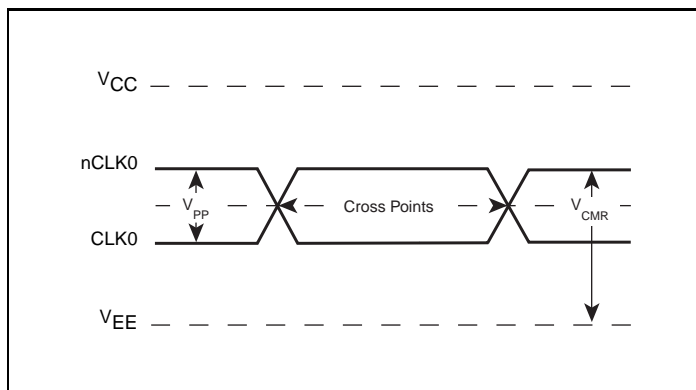 VCC
nCLK0
VPP
Cross Points
VCMR
CLK0
VEE